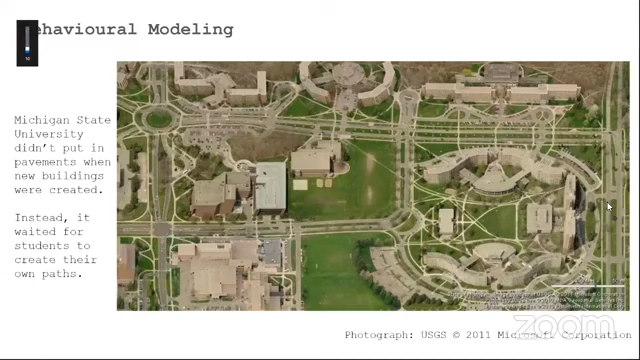 ehavioural Modeling
Michigan State
University
didn't put in
pavements when
new buildings
were created.
Instead, it
waited for
students to
create their
own paths.
Photograph: USGS © 2011 Microsoft Corporation
zoom